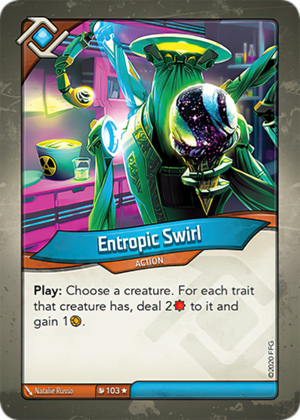 Entropic Swirl
ACTION
Play: Choose a creature. For each trait
that creature has, deal 2 to it and
gain 1.
Natalie Russo
103
©2020 FFG